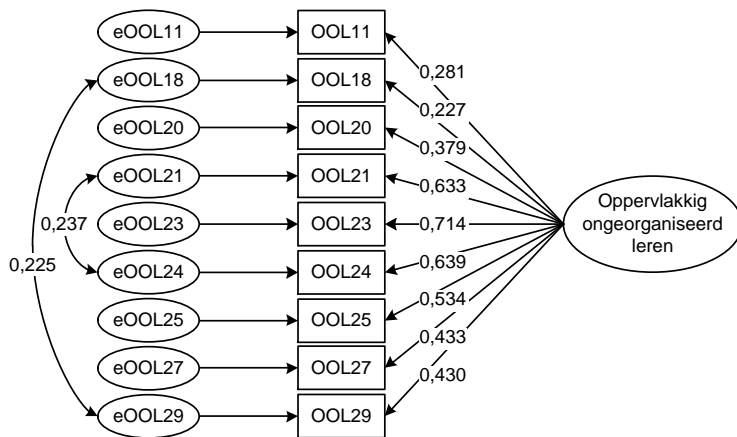 eOOL11
OOL11
0,281
eOOL18
OOL18
0,227
eOOL20
OOL20
0,379
eOOL21
OOL21
0,633
0,237
eOOL23
OOL23
0,714
Oppervlakkig
ongeorganiseerd
leren
0,225
eOOL24
OOL24
0,639
eOOL25
OOL25
0,534
eOOL27
OOL27
0,433
eOOL29
OOL29
0,430